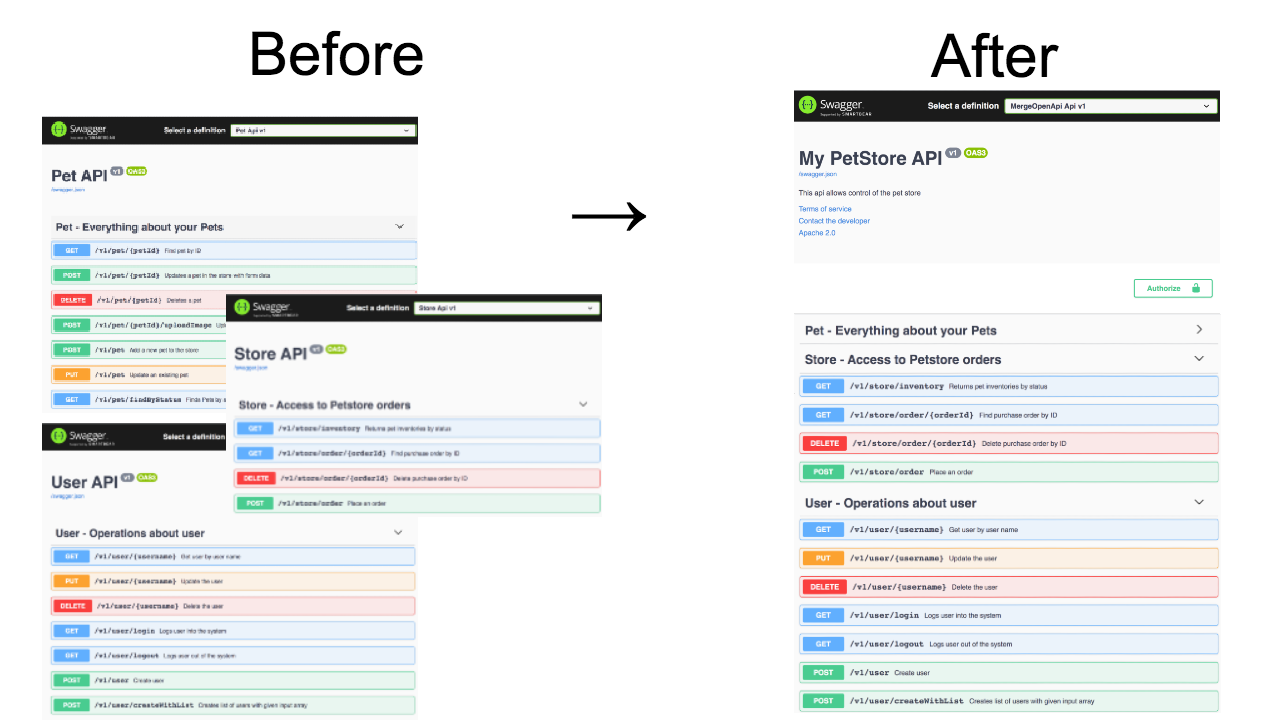 Before
After
Swagger
Supported by SMARTBEAR
Select a definition
Pet Api v1
Pet API v1 OAS3
/swagger.json
Pet - Everything about your Pets
GET /v1/pet/{petId} Find pet by ID
POST /v1/pet/{petId} Updates a pet in the store with form data
DELETE /v1/pet/{petId} Deletes a pet
POST /v1/pet/{petId}/uploadImage
POST /v1/pet Add a new pet to the store
PUT /v1/pet Update an existing pet
GET /v1/pet/findByStatus Finds Pets by
Swagger
Supported by SMARTBEAR
Select a definition
Store Api v1
Store API v1 OAS3
/swagger.json
Store - Access to Petstore orders
GET /v1/store/inventory Returns pet inventories by status
GET /v1/store/order/{orderId} Find purchase order by ID
DELETE /v1/store/order/{orderId} Delete purchase order by ID
POST /v1/store/order Place an order
Swagger
Supported by SMARTBEAR
Select a definition
User API v1 OAS3
/swagger.json
User - Operations about user
GET /v1/user/{username} Get user by user name
PUT /v1/user/{username} Update the user
DELETE /v1/user/{username} Delete the user
GET /v1/user/login Logs user into the system
GET /v1/user/logout Logs user out of the system
POST /v1/user Create user
POST /v1/user/createWithList Creates list of users with given input array
Swagger
Supported by SMARTBEAR
Select a definition
MergeOpenApi Api v1
My PetStore API v1 OAS3
/swagger.json
This api allows control of the pet store
Terms of service
Contact the developer
Apache 2.0
Authorize
Pet - Everything about your Pets
Store - Access to Petstore orders
GET /v1/store/inventory Returns pet inventories by status
GET /v1/store/order/{orderId} Find purchase order by ID
DELETE /v1/store/order/{orderId} Delete purchase order by ID
POST /v1/store/order Place an order
User - Operations about user
GET /v1/user/{username} Get user by user name
PUT /v1/user/{username} Update the user
DELETE /v1/user/{username} Delete the user
GET /v1/user/login Logs user into the system
GET /v1/user/logout Logs user out of the system
POST /v1/user Create user
POST /v1/user/createWithList Creates list of users with given input array